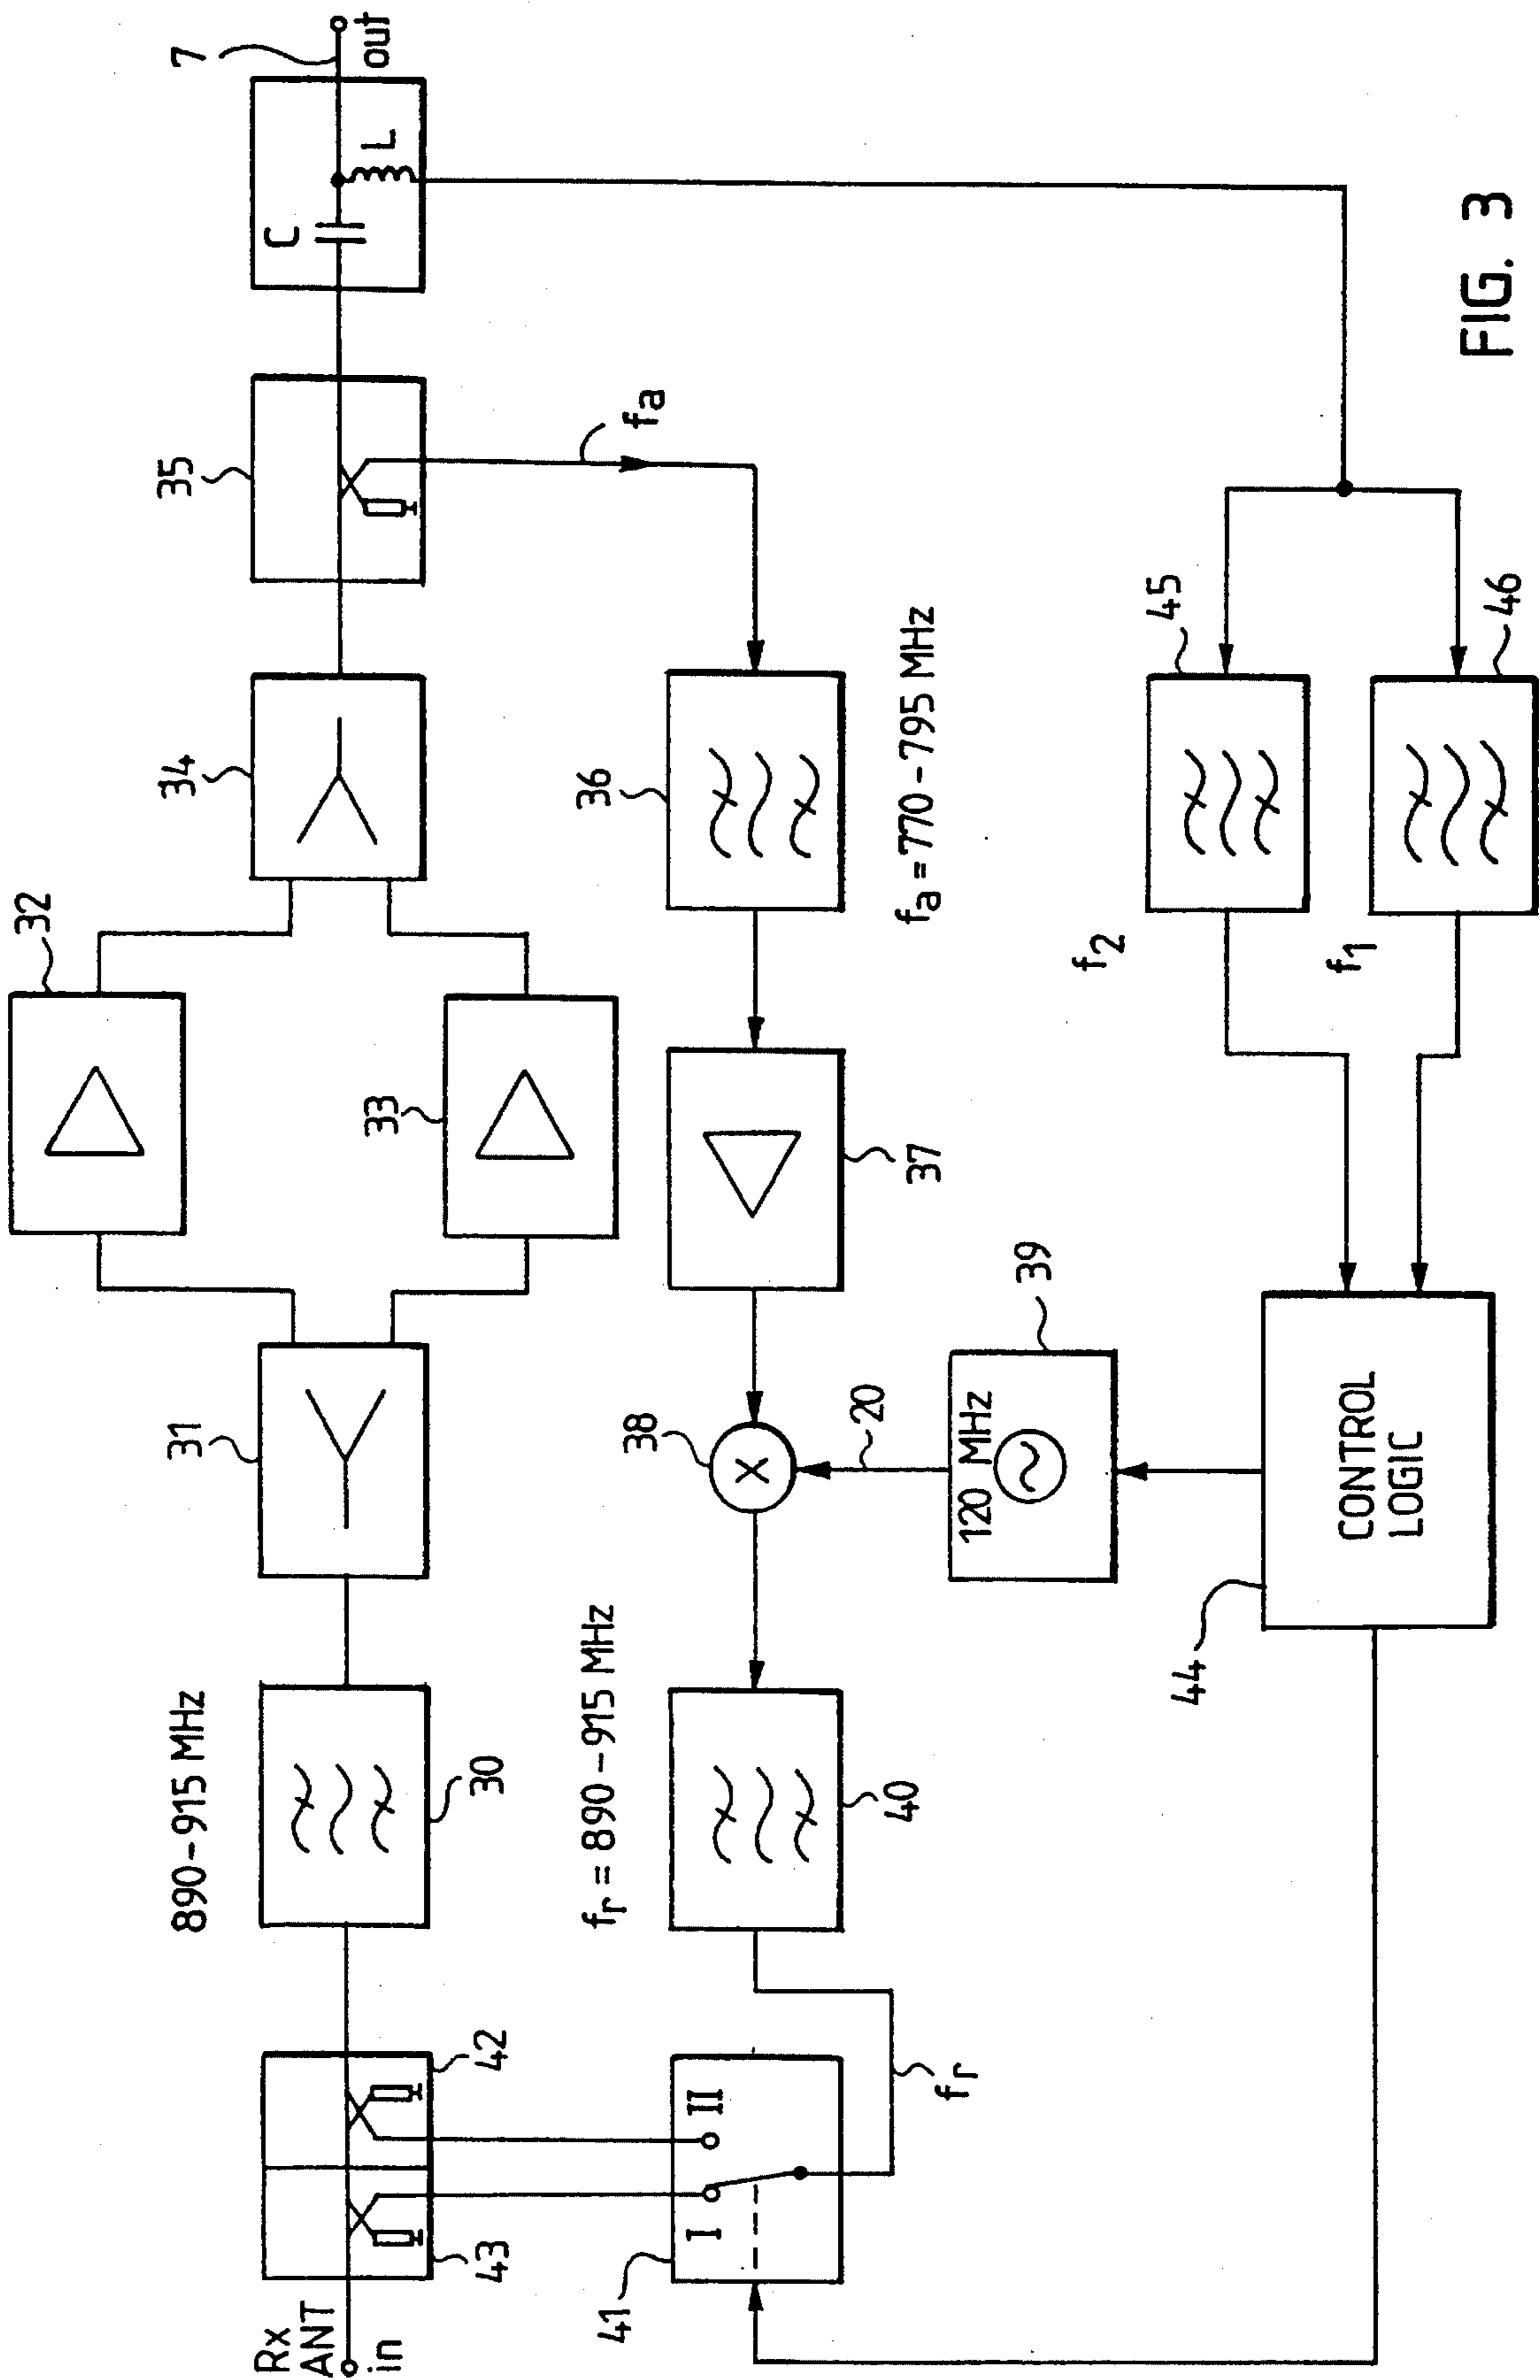 Rx
ANT
in
43
42
890–915 MHz
30
31
32
33
34
35
C
L
7
out
fa
41
I
II
fr
fr = 890–915 MHz
40
38
37
36
fa = 770–795 MHz
20
120 MHz
39
44
CONTROL
LOGIC
f2
f1
45
46
FIG. 3